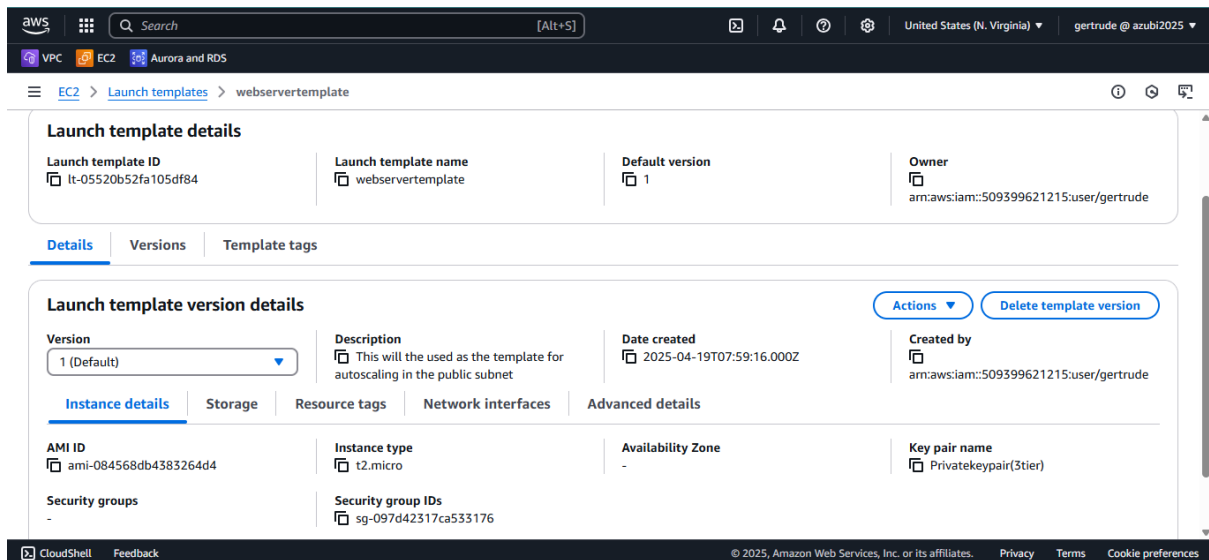 aws
Search [Alt+S]
United States (N. Virginia) ▼ gertrude @ azubi2025 ▼
VPC EC2 Aurora and RDS
EC2 > Launch templates > webservertemplate
Launch template details
Launch template ID
lt-05520b52fa105df84
Launch template name
webservertemplate
Default version
1
Owner
arn:aws:iam::509399621215:user/gertrude
Details Versions Template tags
Launch template version details
Actions ▼ Delete template version
Version
1 (Default)
Description
This will the used as the template for
autoscaling in the public subnet
Date created
2025-04-19T07:59:16.000Z
Created by
arn:aws:iam::509399621215:user/gertrude
Instance details Storage Resource tags Network interfaces Advanced details
AMI ID
ami-084568db4383264d4
Instance type
t2.micro
Availability Zone
-
Key pair name
Privatekeypair(3tier)
Security groups
-
Security group IDs
sg-097d42317ca533176
CloudShell Feedback © 2025, Amazon Web Services, Inc. or its affiliates. Privacy Terms Cookie preferences